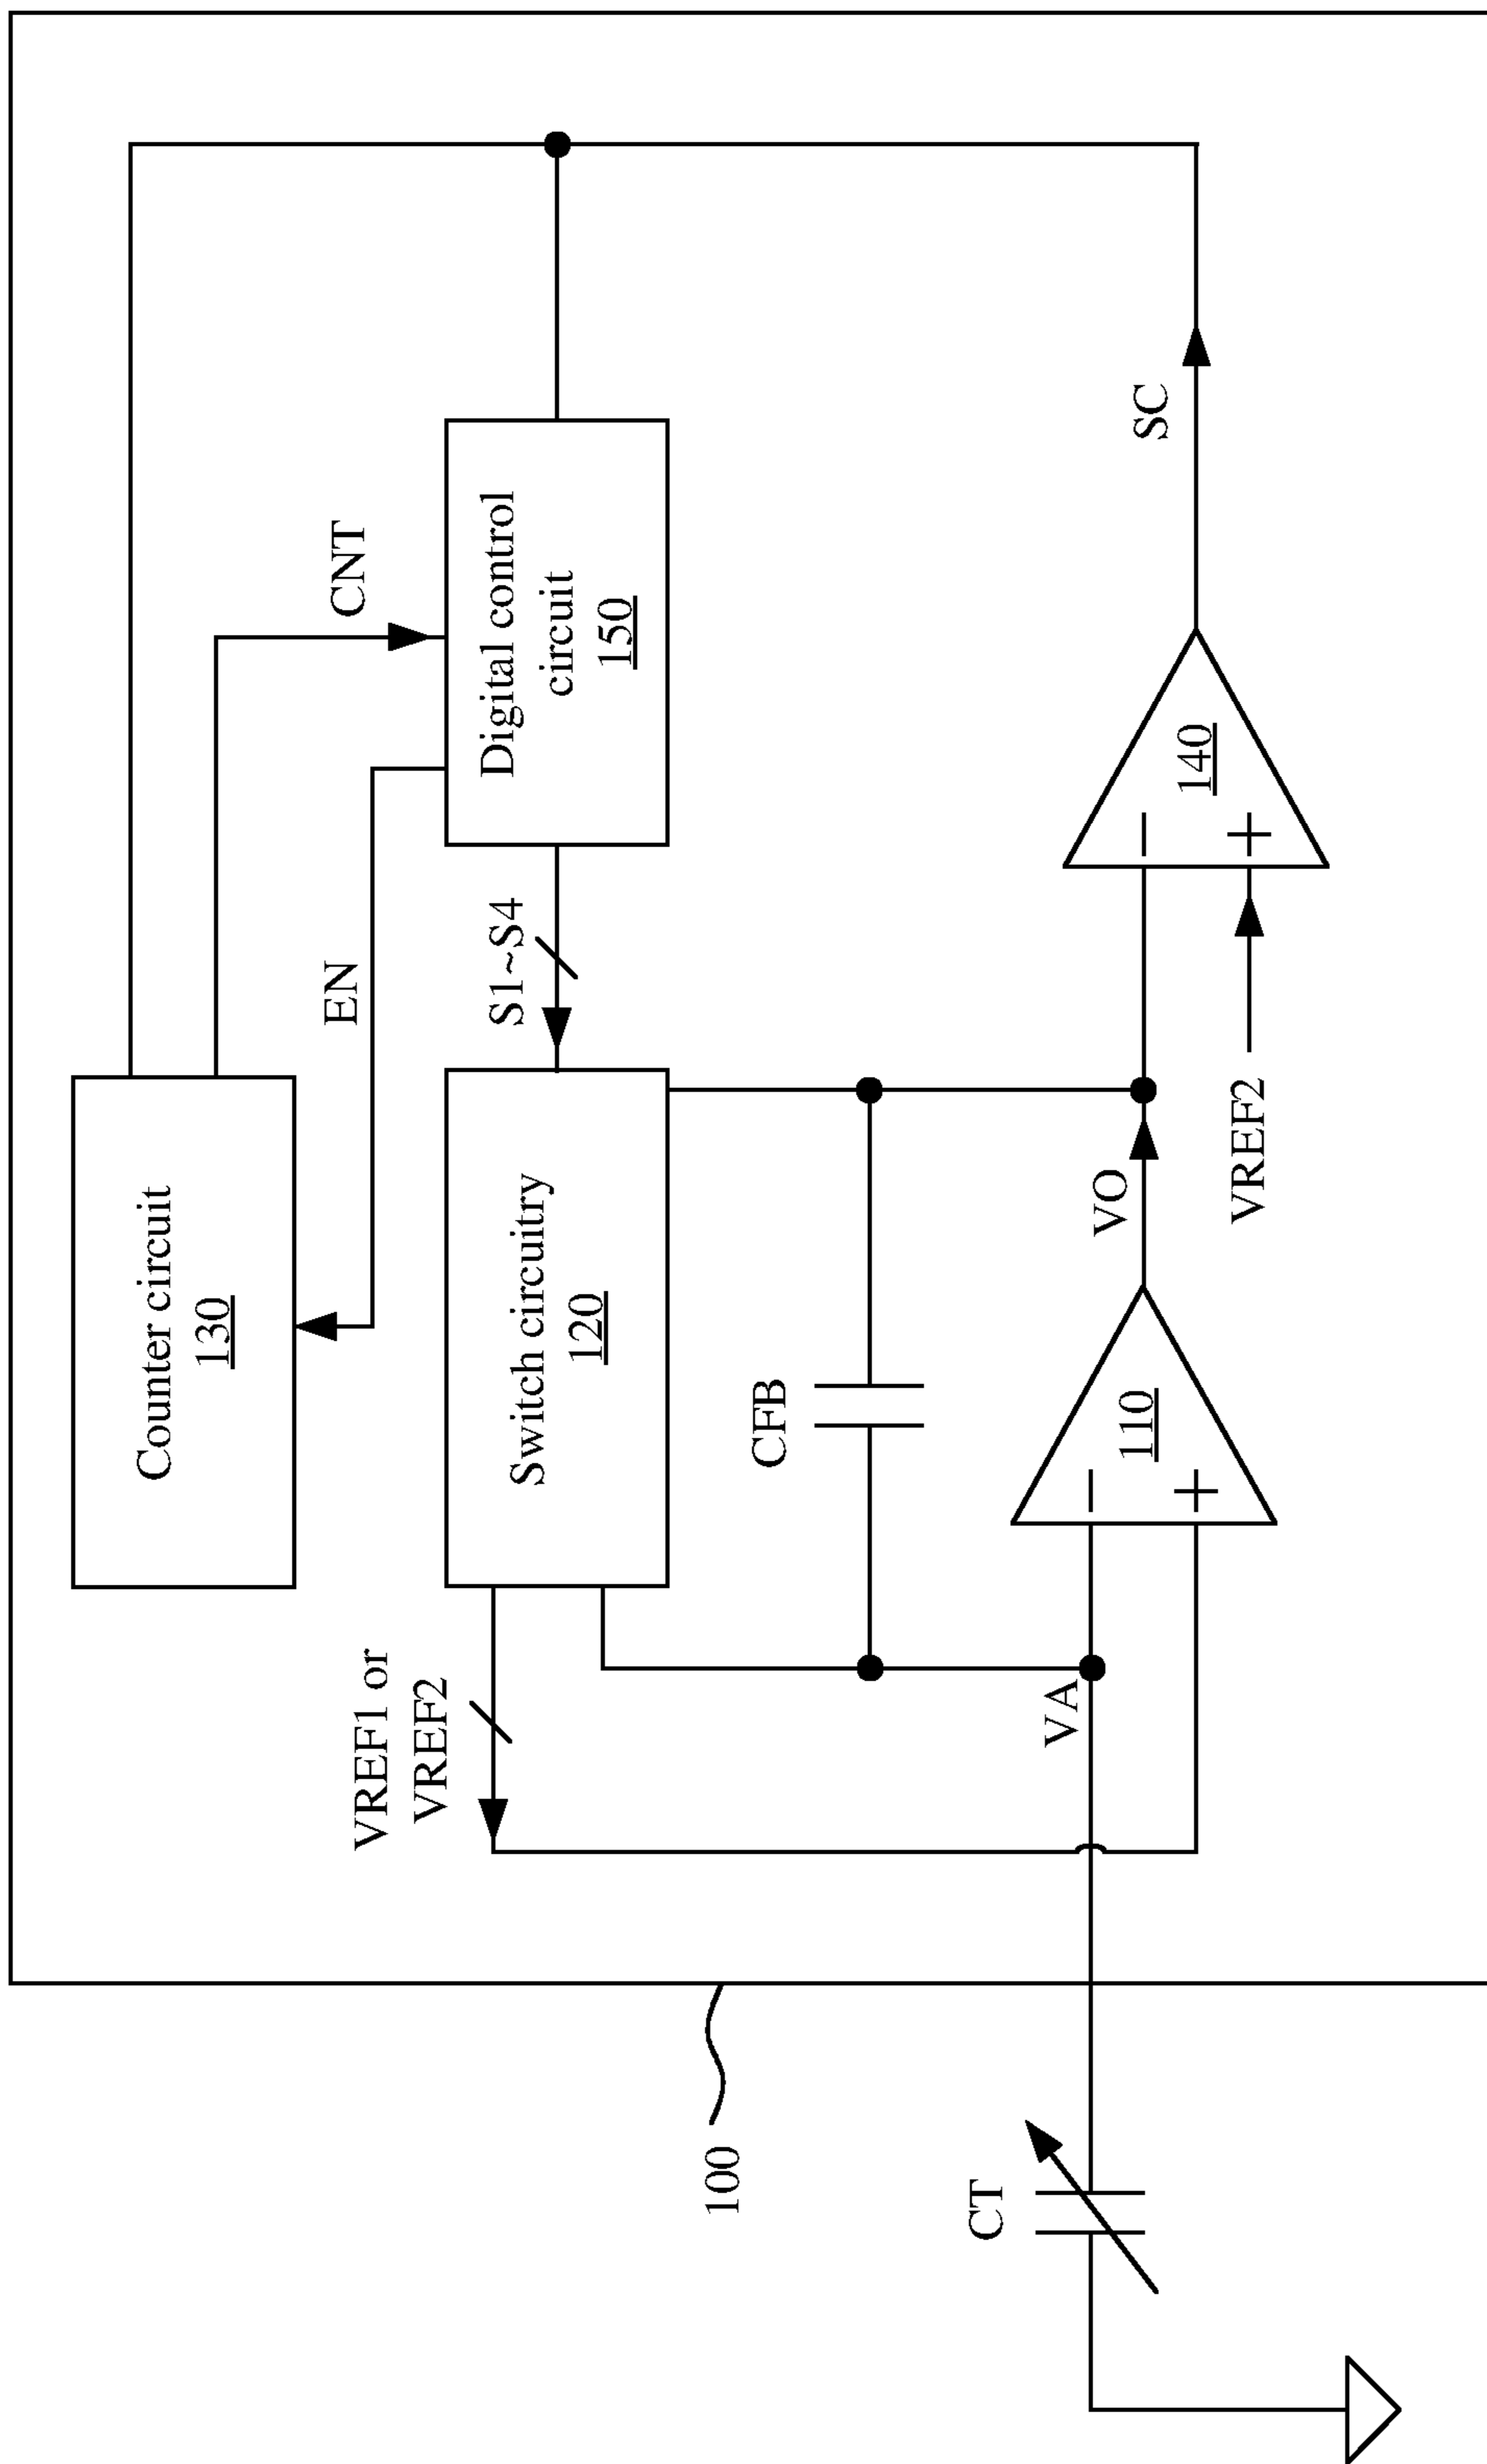 Counter circuit
130
EN
CNT
Switch circuitry
120
S1~S4
Digital control
circuit
150
VREF1 or
VREF2
CFB
100
CT
VA
110
VO
VREF2
140
SC